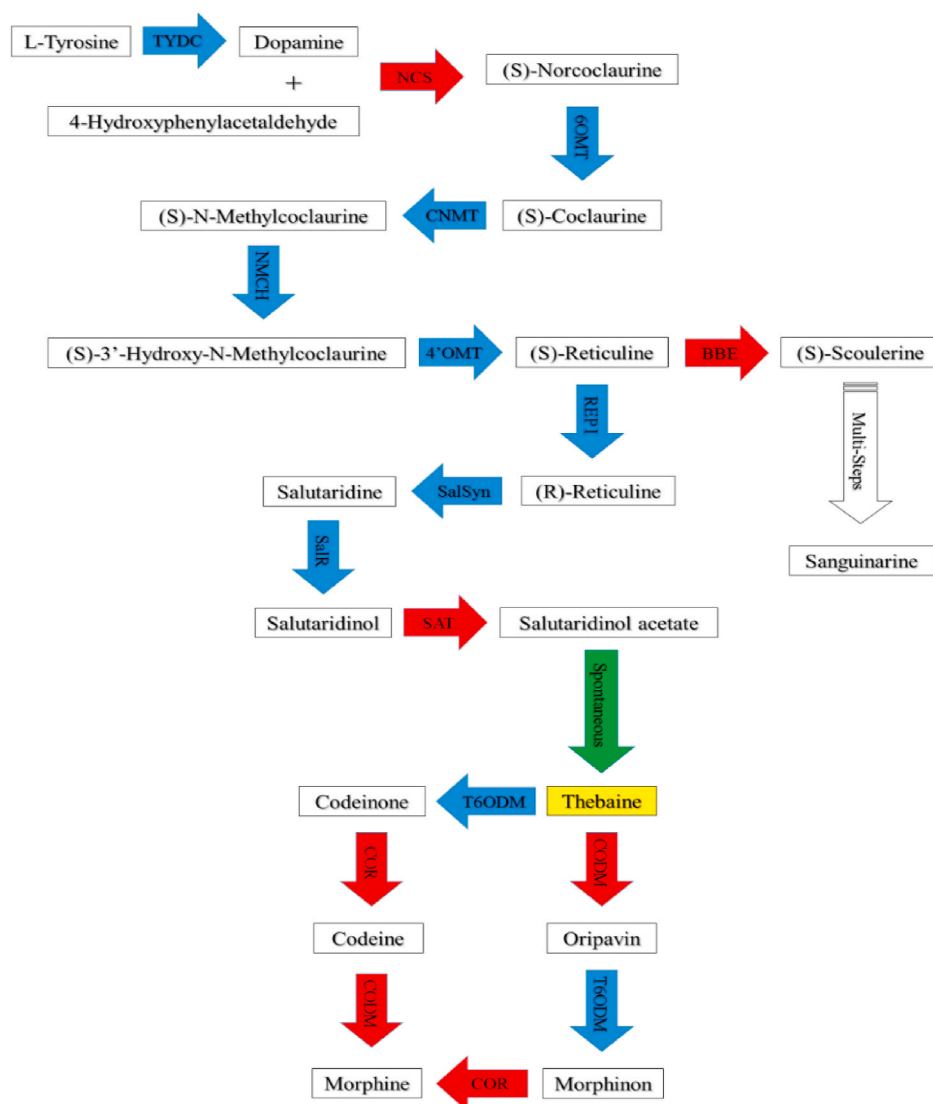 L-Tyrosine
TYDC
Dopamine
+
NCS
(S)-Norcoclaurine
4-Hydroxyphenylacetaldehyde
6OMT
(S)-N-Methylcoclaurine
CNMT
(S)-Coclaurine
NMCH
(S)-3'-Hydroxy-N-Methylcoclaurine
4'OMT
(S)-Reticuline
BBE
(S)-Scoulerine
REPI
Multi-Steps
Salutaridine
SalSyn
(R)-Reticuline
Sanguinarine
SalR
Salutaridinol
SAT
Salutaridinol acetate
Spontaneous
Codeinone
T6ODM
Thebaine
COR
CODM
Codeine
Oripavin
CODM
T6ODM
Morphine
COR
Morphinon